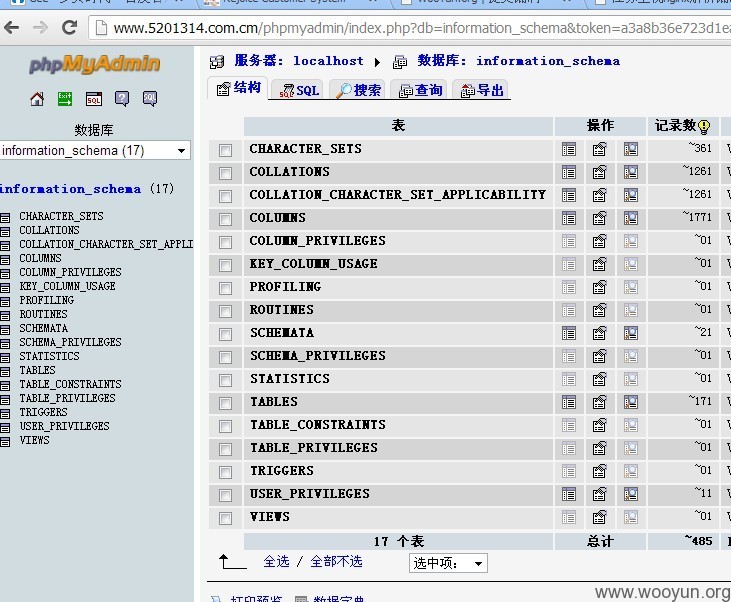 www.5201314.com.cn/phpmyadmin/index.php?db=information_schema&token=a3a8b36e723d1ea
phpMyAdmin
数据库
information_schema (17)
information_schema (17)
CHARACTER_SETS
COLLATIONS
COLLATION_CHARACTER_SET_APPLI
COLUMNS
COLUMN_PRIVILEGES
KEY_COLUMN_USAGE
PROFILING
ROUTINES
SCHEMATA
SCHEMA_PRIVILEGES
STATISTICS
TABLES
TABLE_CONSTRAINTS
TABLE_PRIVILEGES
TRIGGERS
USER_PRIVILEGES
VIEWS
服务器: localhost 数据库: information_schema
结构 SQL 搜索 查询 导出
表 操作 记录数
CHARACTER_SETS ~361
COLLATIONS ~1261
COLLATION_CHARACTER_SET_APPLICABILITY ~1261
COLUMNS ~1771
COLUMN_PRIVILEGES ~01
KEY_COLUMN_USAGE ~01
PROFILING ~01
ROUTINES ~01
SCHEMATA ~21
SCHEMA_PRIVILEGES ~01
STATISTICS ~01
TABLES ~171
TABLE_CONSTRAINTS ~01
TABLE_PRIVILEGES ~01
TRIGGERS ~01
USER_PRIVILEGES ~11
VIEWS ~01
17 个表 总计 ~485
全选 / 全部不选 选中项:
打印预览 数据字典
www.wooyun.org